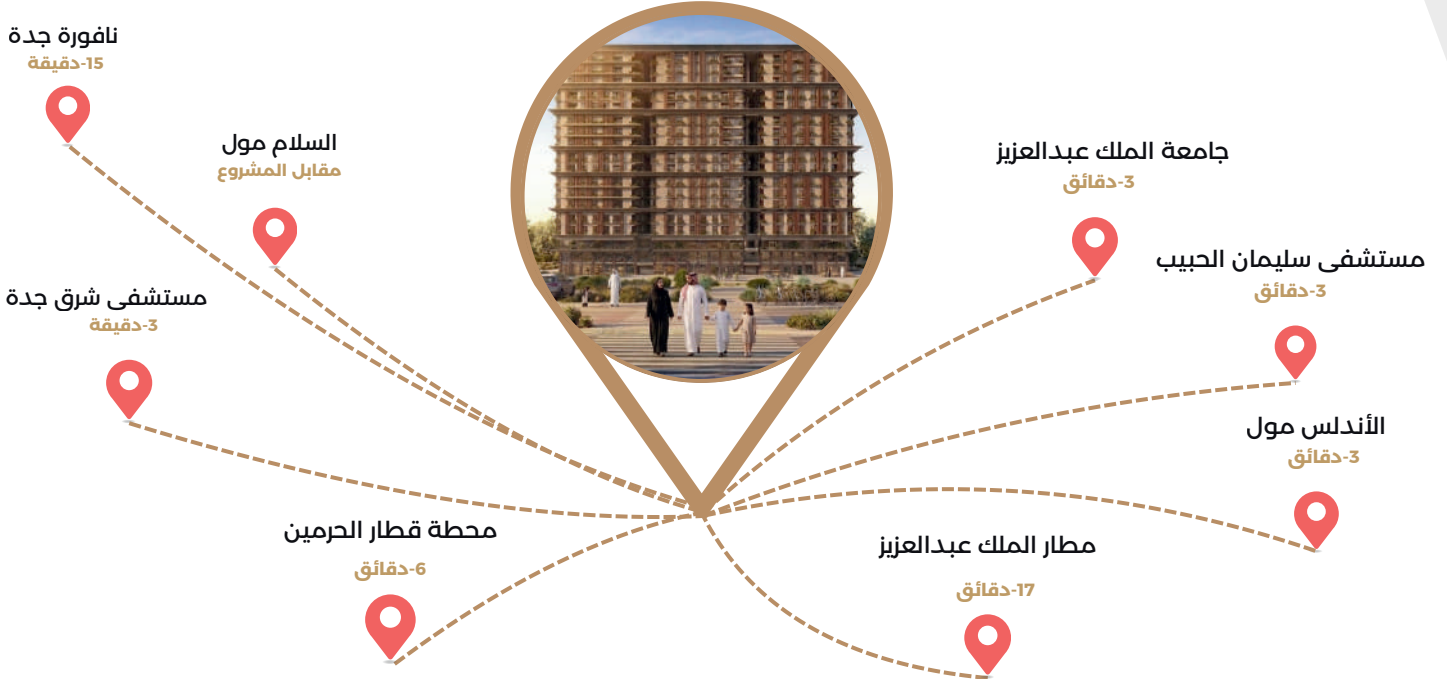 نافورة جدة
15-دقيقة
السلام مول
مقابل المشروع
جامعة الملك عبدالعزيز
3-دقائق
مستشفى سليمان الحبيب
3-دقائق
مستشفى شرق جدة
3-دقيقة
الأندلس مول
3-دقائق
محطة قطار الحرمين
6-دقائق
مطار الملك عبدالعزيز
17-دقائق